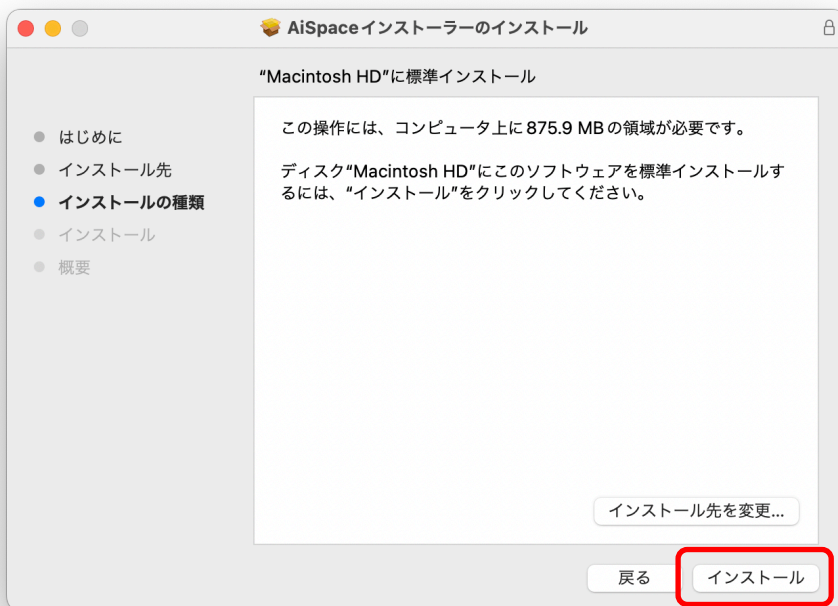 AiSpaceインストーラーのインストール
“Macintosh HD”に標準インストール
はじめに
インストール先
インストールの種類
インストール
概要
この操作には、コンピュータ上に875.9 MBの領域が必要です。
ディスク“Macintosh HD”にこのソフトウェアを標準インストールす
るには、“インストール”をクリックしてください。
インストール先を変更...
戻る
インストール